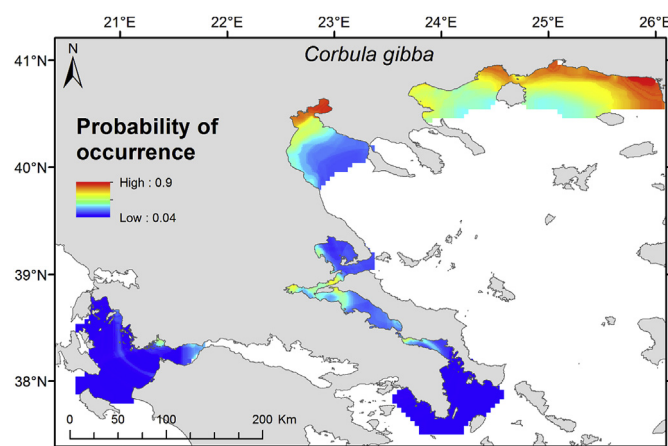 21°E 22°E 23°E 24°E 25°E 26°E
41°N
N
Corbula gibba
Probability of
occurrence
40°N
High : 0.9
Low : 0.04
39°N
38°N
0 50 100 200 Km